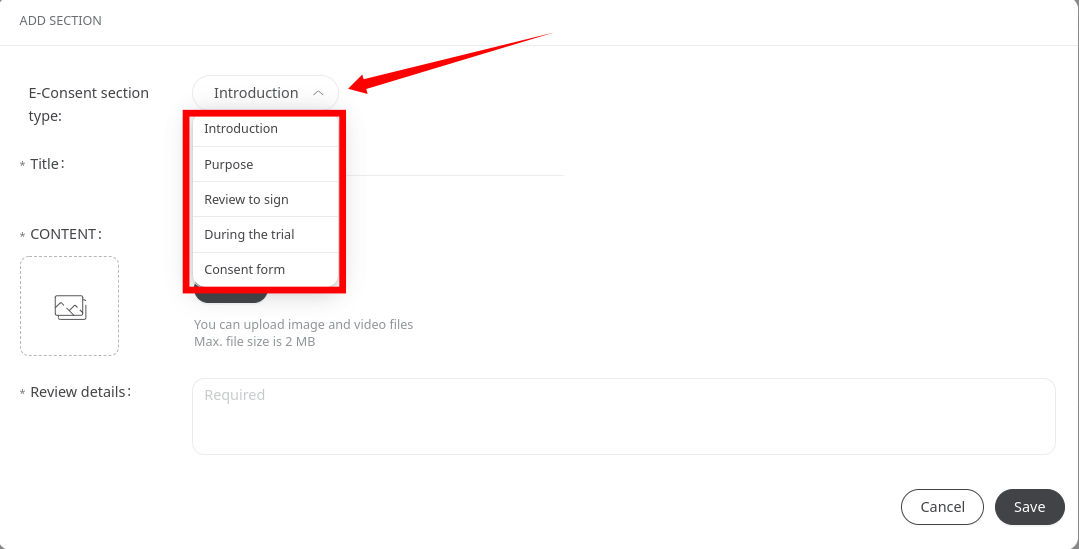 ADD SECTION
E-Consent section
type:
Introduction
Introduction
Purpose
Review to sign
During the trial
Consent form
* Title:
* CONTENT:
You can upload image and video files
Max. file size is 2 MB
* Review details:
Required
Cancel
Save